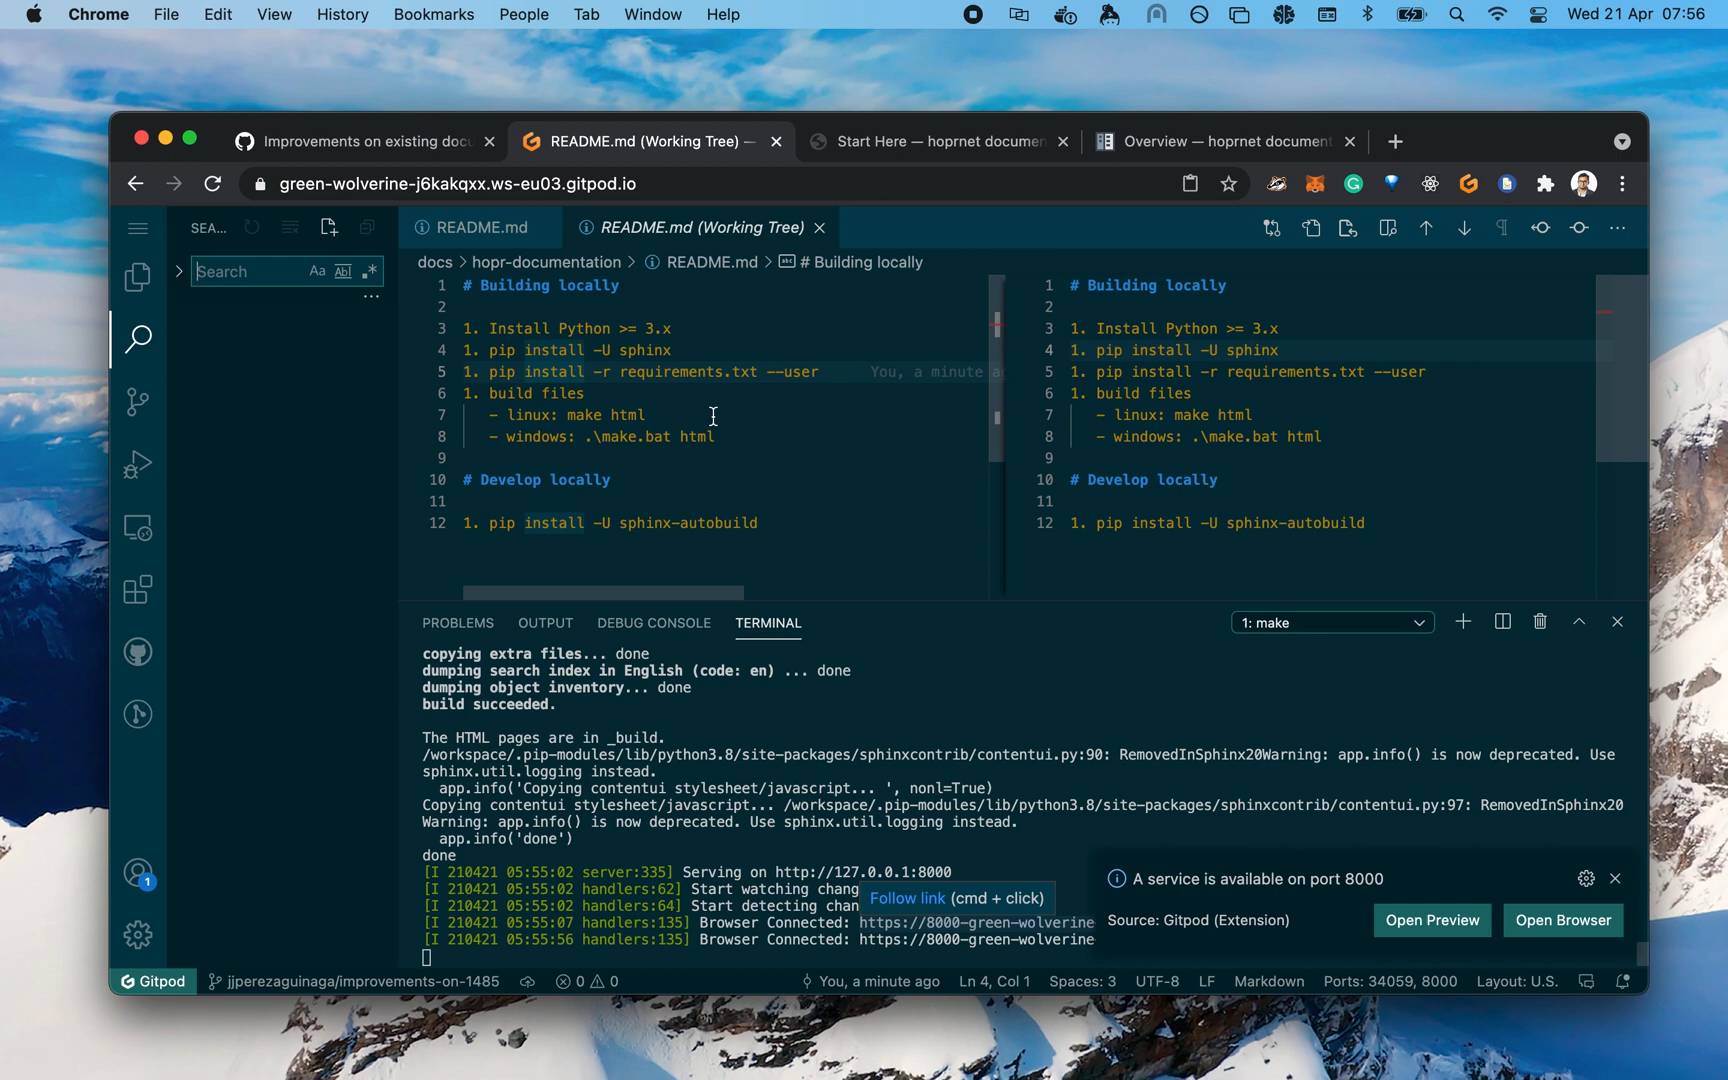 Chrome File Edit View History Bookmarks People Tab Window Help Wed 21 Apr 07:56
Improvements on existing docu README.md (Working Tree) — Start Here — hoprnet documen Overview — hoprnet document
green-wolverine-j6kakqxx.ws-eu03.gitpod.io
SEA... README.md README.md (Working Tree)
Search Aa Abl .*
docs > hopr-documentation > README.md > # Building locally
1 # Building locally
2
3 1. Install Python >= 3.x
4 1. pip install -U sphinx
5 1. pip install -r requirements.txt --user You, a minute a
6 1. build files
7 - linux: make html
8 - windows: .\make.bat html
9
10 # Develop locally
11
12 1. pip install -U sphinx-autobuild
1 # Building locally
2
3 1. Install Python >= 3.x
4 1. pip install -U sphinx
5 1. pip install -r requirements.txt --user
6 1. build files
7 - linux: make html
8 - windows: .\make.bat html
9
10 # Develop locally
11
12 1. pip install -U sphinx-autobuild
PROBLEMS OUTPUT DEBUG CONSOLE TERMINAL 1: make
copying extra files... done
dumping search index in English (code: en) ... done
dumping object inventory... done
build succeeded.
The HTML pages are in _build.
/workspace/.pip-modules/lib/python3.8/site-packages/sphinxcontrib/contentui.py:90: RemovedInSphinx20Warning: app.info() is now deprecated. Use
sphinx.util.logging instead.
app.info('Copying contentui stylesheet/javascript... ', nonl=True)
Copying contentui stylesheet/javascript... /workspace/.pip-modules/lib/python3.8/site-packages/sphinxcontrib/contentui.py:97: RemovedInSphinx20
Warning: app.info() is now deprecated. Use sphinx.util.logging instead.
app.info('done')
done
[I 210421 05:55:02 server:335] Serving on http://127.0.0.1:8000
[I 210421 05:55:02 handlers:62] Start watching chang
[I 210421 05:55:02 handlers:64] Start detecting chan
[I 210421 05:55:07 handlers:135] Browser Connected: https://8000-green-wolverine-
[I 210421 05:55:56 handlers:135] Browser Connected: https://8000-green-wolverine-
Follow link (cmd + click)
A service is available on port 8000
Source: Gitpod (Extension) Open Preview Open Browser
1
Gitpod jjperezaguinaga/improvements-on-1485 0 0 You, a minute ago Ln 4, Col 1 Spaces: 3 UTF-8 LF Markdown Ports: 34059, 8000 Layout: U.S.